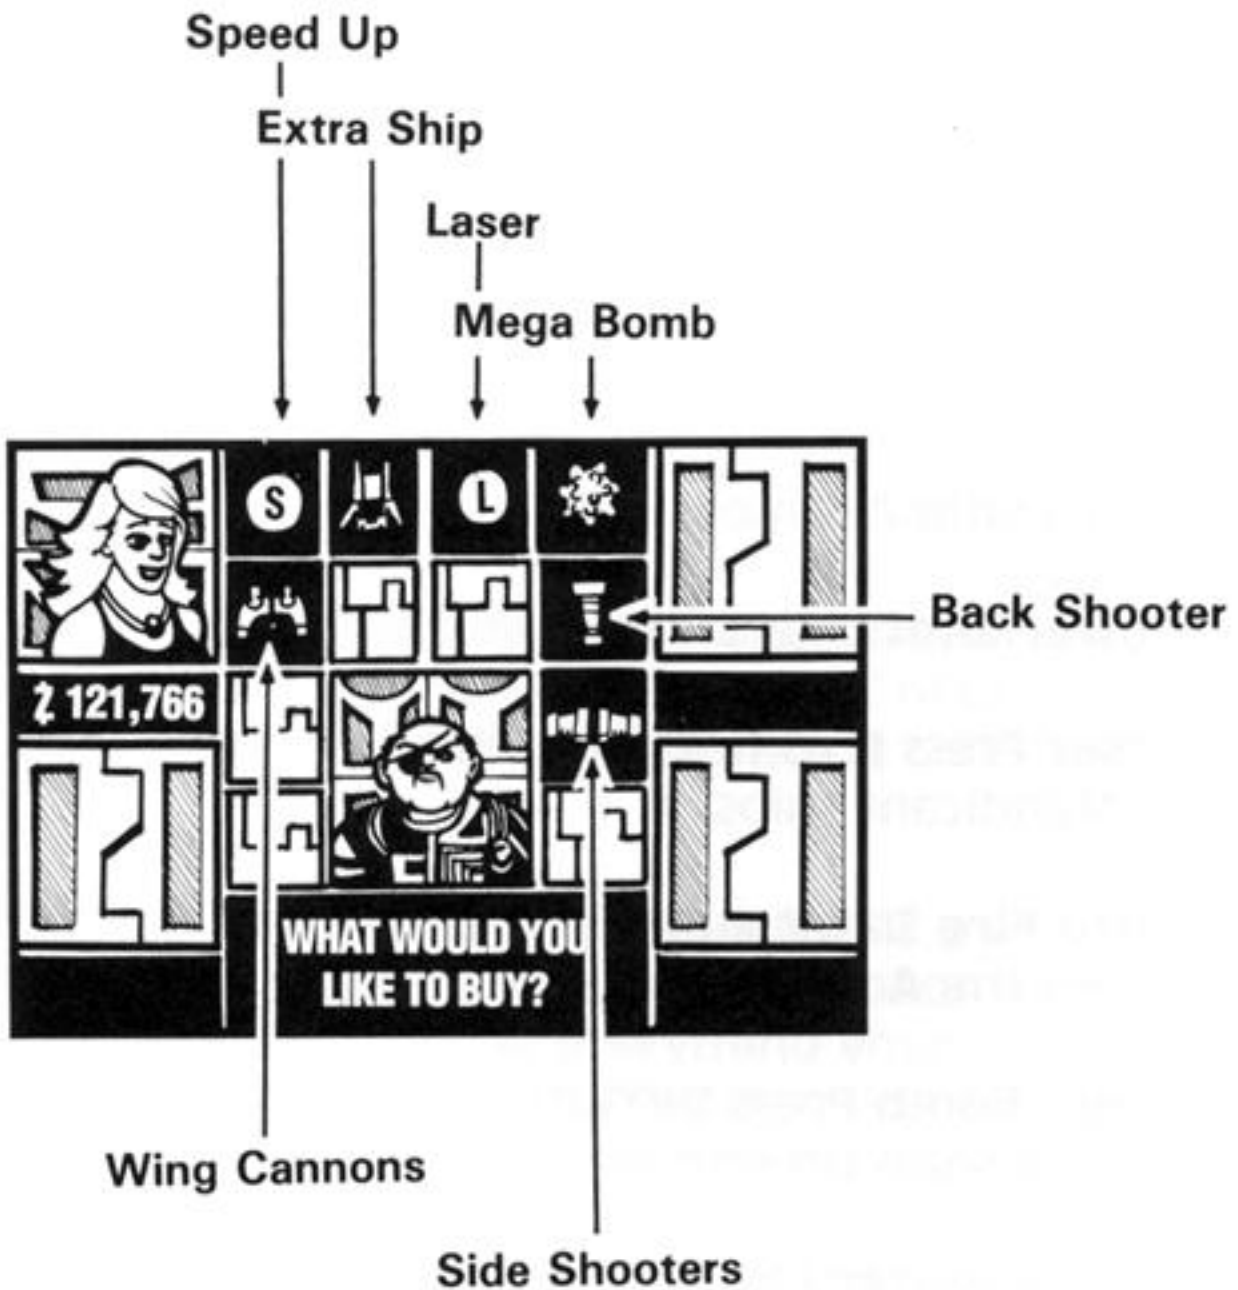 Speed Up
Extra Ship
Laser
Mega Bomb
S
L
Back Shooter
121,766
WHAT WOULD YOU
LIKE TO BUY?
Wing Cannons
Side Shooters